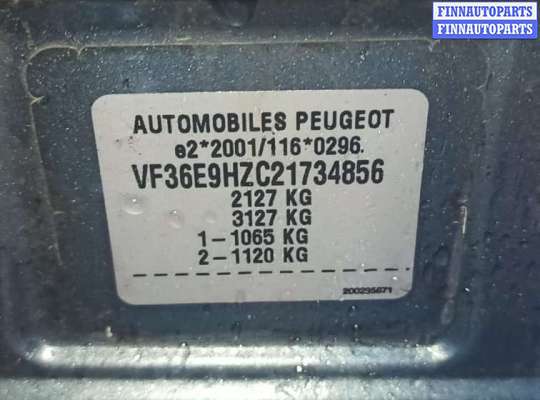 FINNAUTOPARTS
FINNAUTOPARTS
AUTOMOBILES PEUGEOT
e2*2001/116*0296.
VF36E9HZC21734856
2127 KG
3127 KG
1-1065 KG
2-1120 KG
200295671